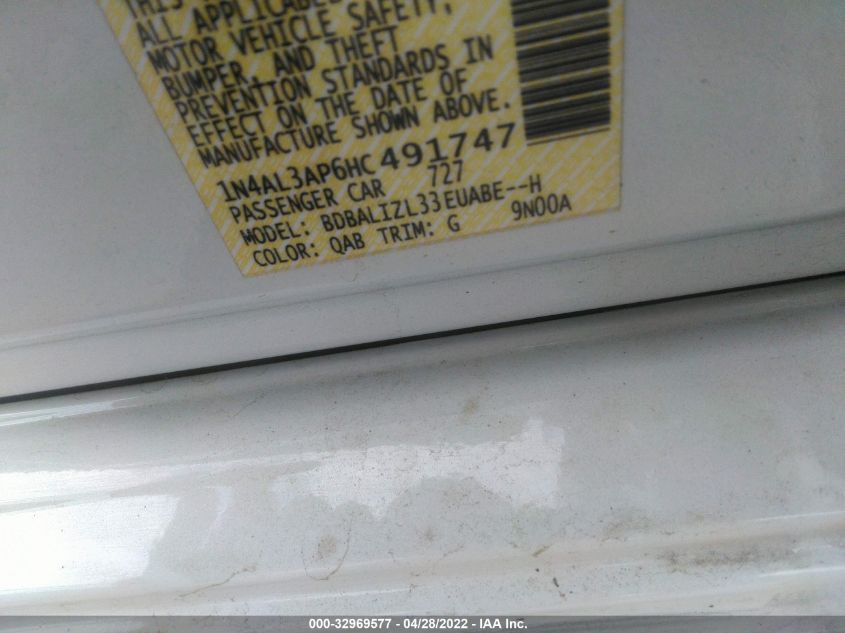 THIS
ALL APPLICABLE
MOTOR VEHICLE SAFETY,
BUMPER, AND THEFT
PREVENTION STANDARDS IN
EFFECT ON THE DATE OF
MANUFACTURE SHOWN ABOVE.
1N4AL3AP6HC491747
PASSENGER CAR 727
MODEL: BDBALIZL33EUABE--H
COLOR: QAB TRIM: G 9N00A
000-32969577 - 04/28/2022 - IAA Inc.